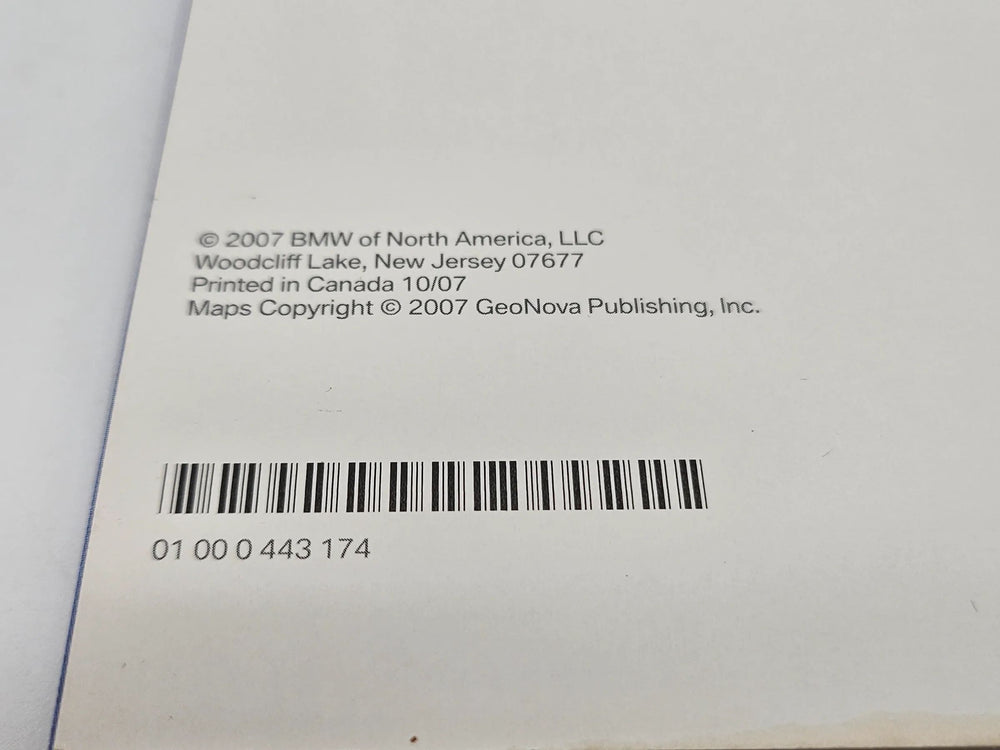 © 2007 BMW of North America, LLC
Woodcliff Lake, New Jersey 07677
Printed in Canada 10/07
Maps Copyright © 2007 GeoNova Publishing, Inc.
01 00 0 443 174